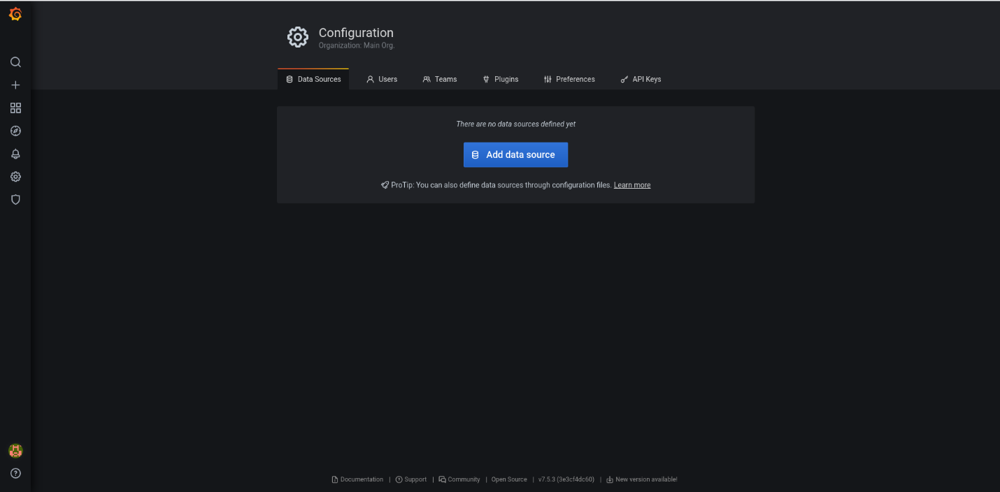 Configuration
Organization: Main Org.
Data Sources Users Teams Plugins Preferences API Keys
There are no data sources defined yet
Add data source
ProTip: You can also define data sources through configuration files. Learn more
Documentation | Support | Community | Open Source | v7.5.3 (3e3cf4dc60) | New version available!